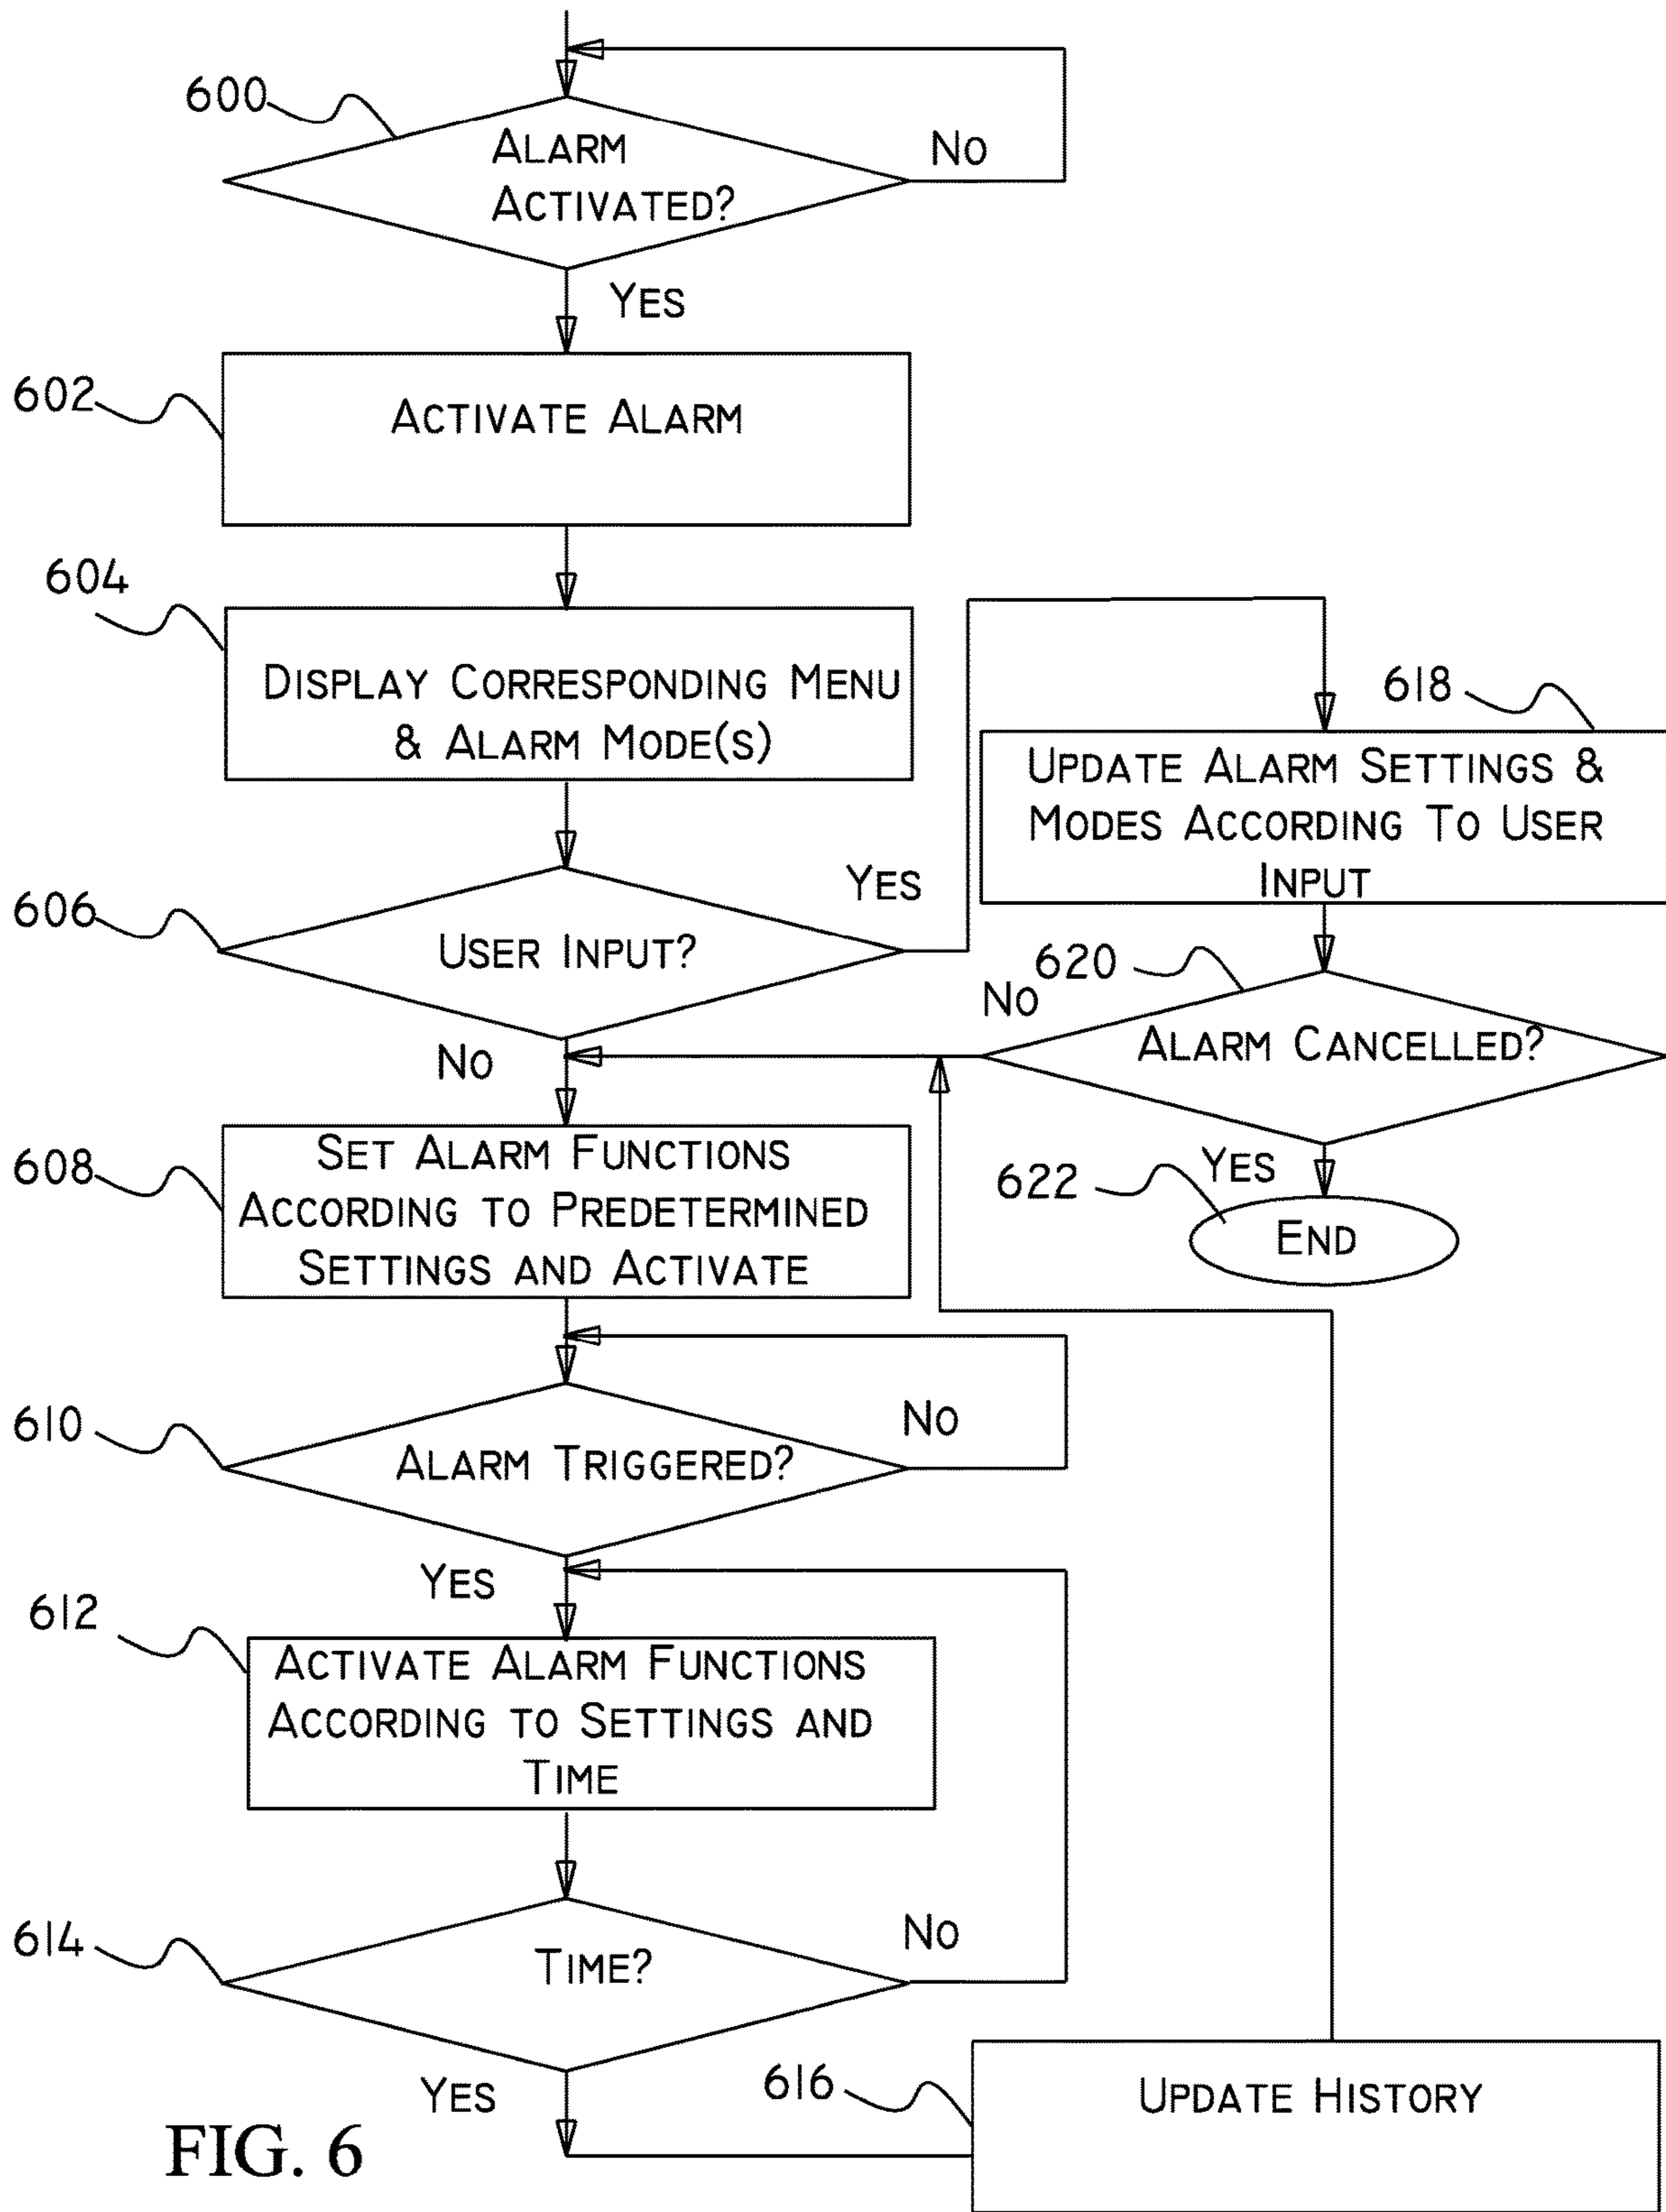 600
ALARM
ACTIVATED?
NO
YES
602
ACTIVATE ALARM
604
DISPLAY CORRESPONDING MENU
& ALARM MODE(S)
606
USER INPUT?
YES
NO
618
UPDATE ALARM SETTINGS &
MODES ACCORDING TO USER
INPUT
620
NO
ALARM CANCELLED?
YES
622
END
608
SET ALARM FUNCTIONS
ACCORDING TO PREDETERMINED
SETTINGS AND ACTIVATE
610
ALARM TRIGGERED?
NO
YES
612
ACTIVATE ALARM FUNCTIONS
ACCORDING TO SETTINGS AND
TIME
614
TIME?
NO
YES
616
UPDATE HISTORY
FIG. 6